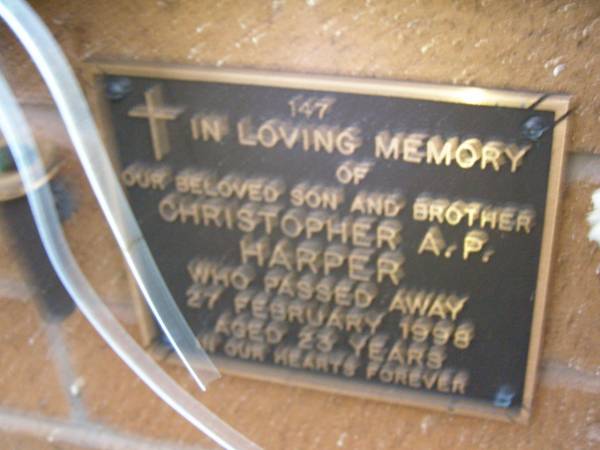 147
IN LOVING MEMORY
OF
OUR BELOVED SON AND BROTHER
CHRISTOPHER A.P.
HARPER
WHO PASSED AWAY
27 FEBRUARY 1998
AGED 23 YEARS
IN OUR HEARTS FOREVER